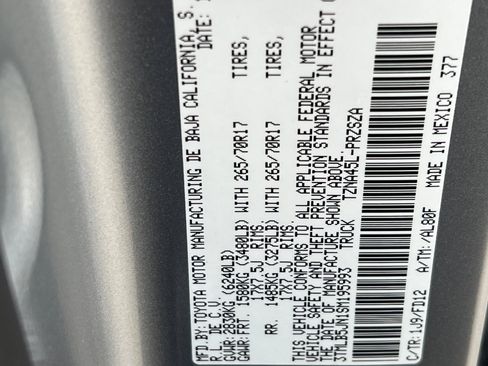 MFD.BY:TOYOTA MOTOR MANUFACTURING DE BAJA CALIFORNIA, S.
R.L. DE C.V. DATE:
GVWR:2830KG(6240LB)
GAWR:FRT. 1580KG(3480LB)WITH 265/70R17 TIRES,
17X7.5J RIMS.
RR. 1485KG(3275LB)WITH 265/70R17 TIRES,
17X7.5J RIMS.
THIS VEHICLE CONFORMS TO ALL APPLICABLE FEDERAL MOTOR
VEHICLE SAFETY AND THEFT PREVENTION STANDARDS IN EFFECT
THE DATE OF MANUFACTURE SHOWN ABOVE.
3TMLB5JN1SM195993 TRUCK TZNA45L-PRZSZA
C/TR:1J9/FD12 A/TM:/AL80F MADE IN MEXICO 377